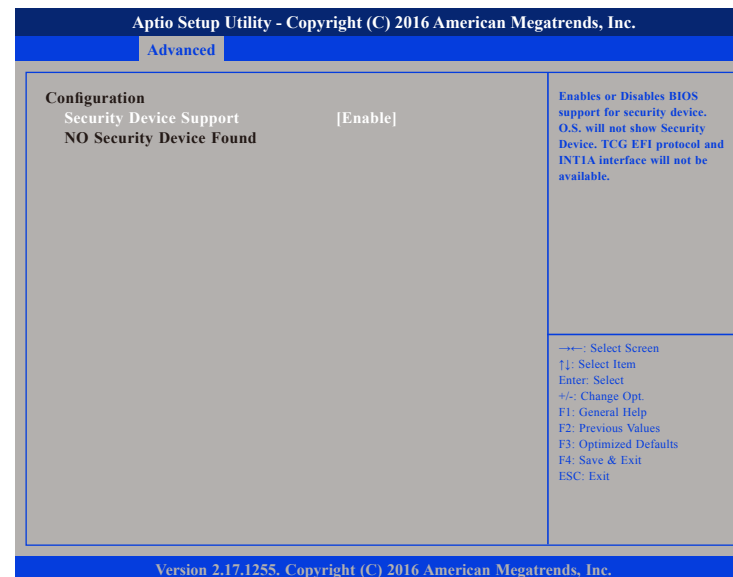 Aptio Setup Utility - Copyright (C) 2016 American Megatrends, Inc.
Advanced
Configuration
Security Device Support [Enable]
NO Security Device Found
Enables or Disables BIOS
support for security device.
O.S. will not show Security
Device. TCG EFI protocol and
INT1A interface will not be
available.
→←: Select Screen
↑↓: Select Item
Enter: Select
+/-: Change Opt.
F1: General Help
F2: Previous Values
F3: Optimized Defaults
F4: Save & Exit
ESC: Exit
Version 2.17.1255. Copyright (C) 2016 American Megatrends, Inc.